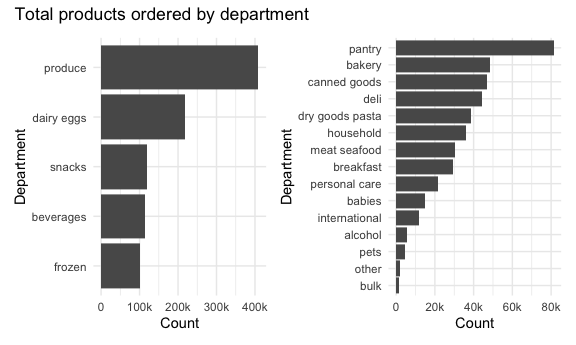 Total products ordered by department
Department
produce
dairy eggs
snacks
beverages
frozen
0 100k 200k 300k 400k
Count
Department
pantry
bakery
canned goods
deli
dry goods pasta
household
meat seafood
breakfast
personal care
babies
international
alcohol
pets
other
bulk
0 20k 40k 60k 80k
Count